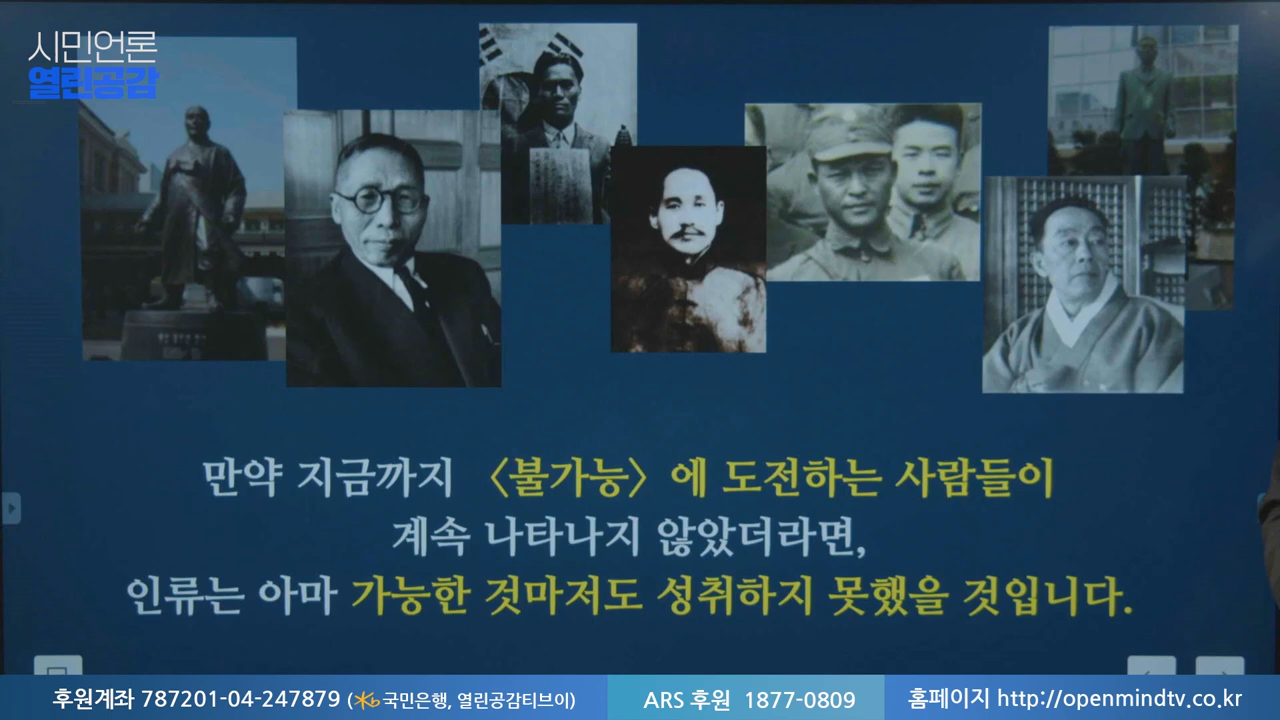 시민언론
열린공감
만약 지금까지 〈불가능〉에 도전하는 사람들이
계속 나타나지 않았더라면,
인류는 아마 가능한 것마저도 성취하지 못했을 것입니다.
후원계좌 787201-04-247879 (국민은행, 열린공감티브이) ARS 후원 1877-0809 홈페이지 http://openmindtv.co.kr